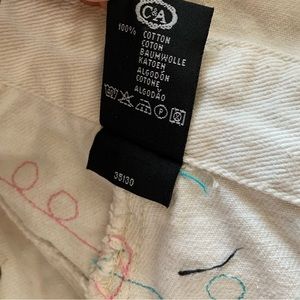 C&A
100% COTTON
COTON
BAUMWOLLE
KATOEN
ALGODÓN
COTONE
ALGODÃO
P
35130